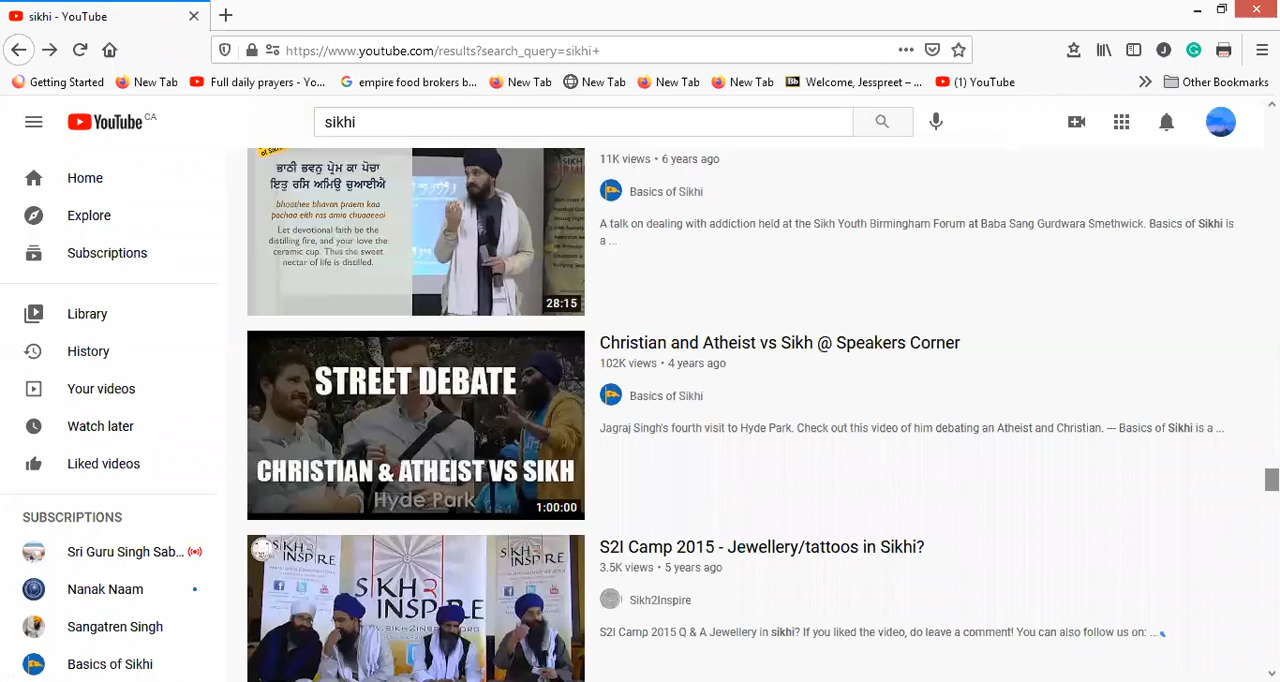 sikhi - YouTube
https://www.youtube.com/results?search_query=sikhi+
Getting Started
New Tab
Full daily prayers - Yo...
empire food brokers b...
New Tab
New Tab
New Tab
New Tab
Bb
Welcome, Jesspreet – ...
(1) YouTube
Other Bookmarks
YouTube CA
sikhi
Home
Explore
Subscriptions
Library
History
Your videos
Watch later
Liked videos
SUBSCRIPTIONS
Sri Guru Singh Sab...
Nanak Naam
Sangatren Singh
Basics of Sikhi
ਭਾਠੀ ਭਵਨੁ ਪ੍ਰੇਮ ਕਾ ਪੋਚਾ
ਇਤੁ ਰਸਿ ਅਮਿਉ ਚੁਆਈਐ
bhaathee bhavan praem kaa
pochaa eith ras amio chuaaeeai
Let devotional faith be the
distilling fire, and your love the
ceramic cup. Thus the sweet
nectar of life is distilled.
28:15
11K views • 6 years ago
Basics of Sikhi
A talk on dealing with addiction held at the Sikh Youth Birmingham Forum at Baba Sang Gurdwara Smethwick. Basics of Sikhi is
a ...
STREET DEBATE
CHRISTIAN & ATHEIST VS SIKH
Hyde Park
1:00:00
Christian and Atheist vs Sikh @ Speakers Corner
102K views • 4 years ago
Basics of Sikhi
Jagraj Singh's fourth visit to Hyde Park. Check out this video of him debating an Atheist and Christian. — Basics of Sikhi is a ...
SIKH2
INSPIRE
S2I Camp 2015 - Jewellery/tattoos in Sikhi?
3.5K views • 5 years ago
Sikh2Inspire
S2I Camp 2015 Q & A Jewellery in sikhi? If you liked the video, do leave a comment! You can also follow us on: ...